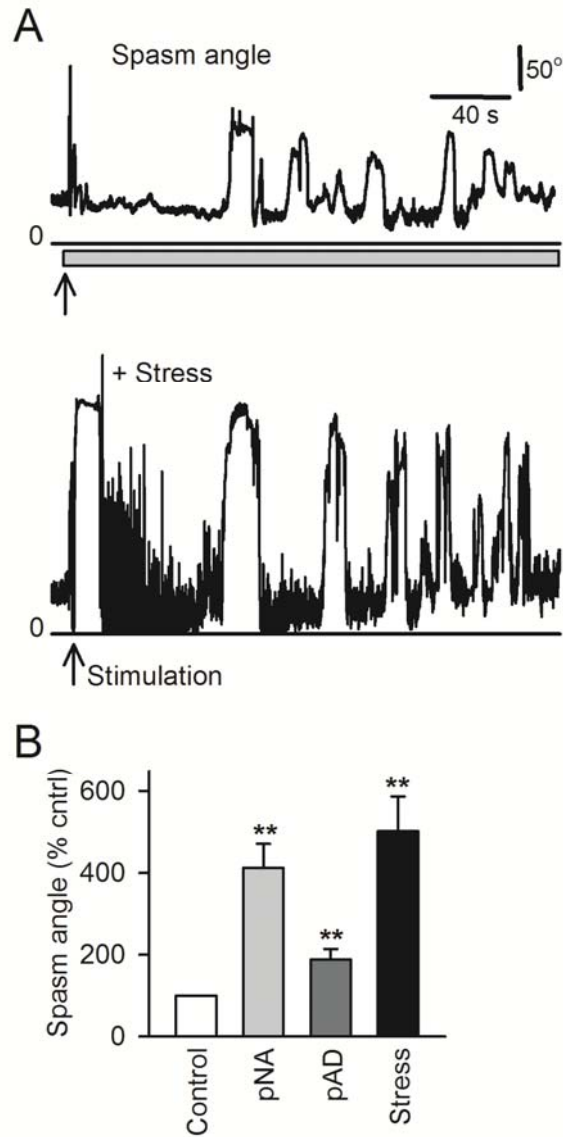 A
Spasm angle
50°
40 s
0
+ Stress
0
Stimulation
B
Spasm angle (% cntrl)
600
400
200
0
**
**
**
Control
pNA
pAD
Stress